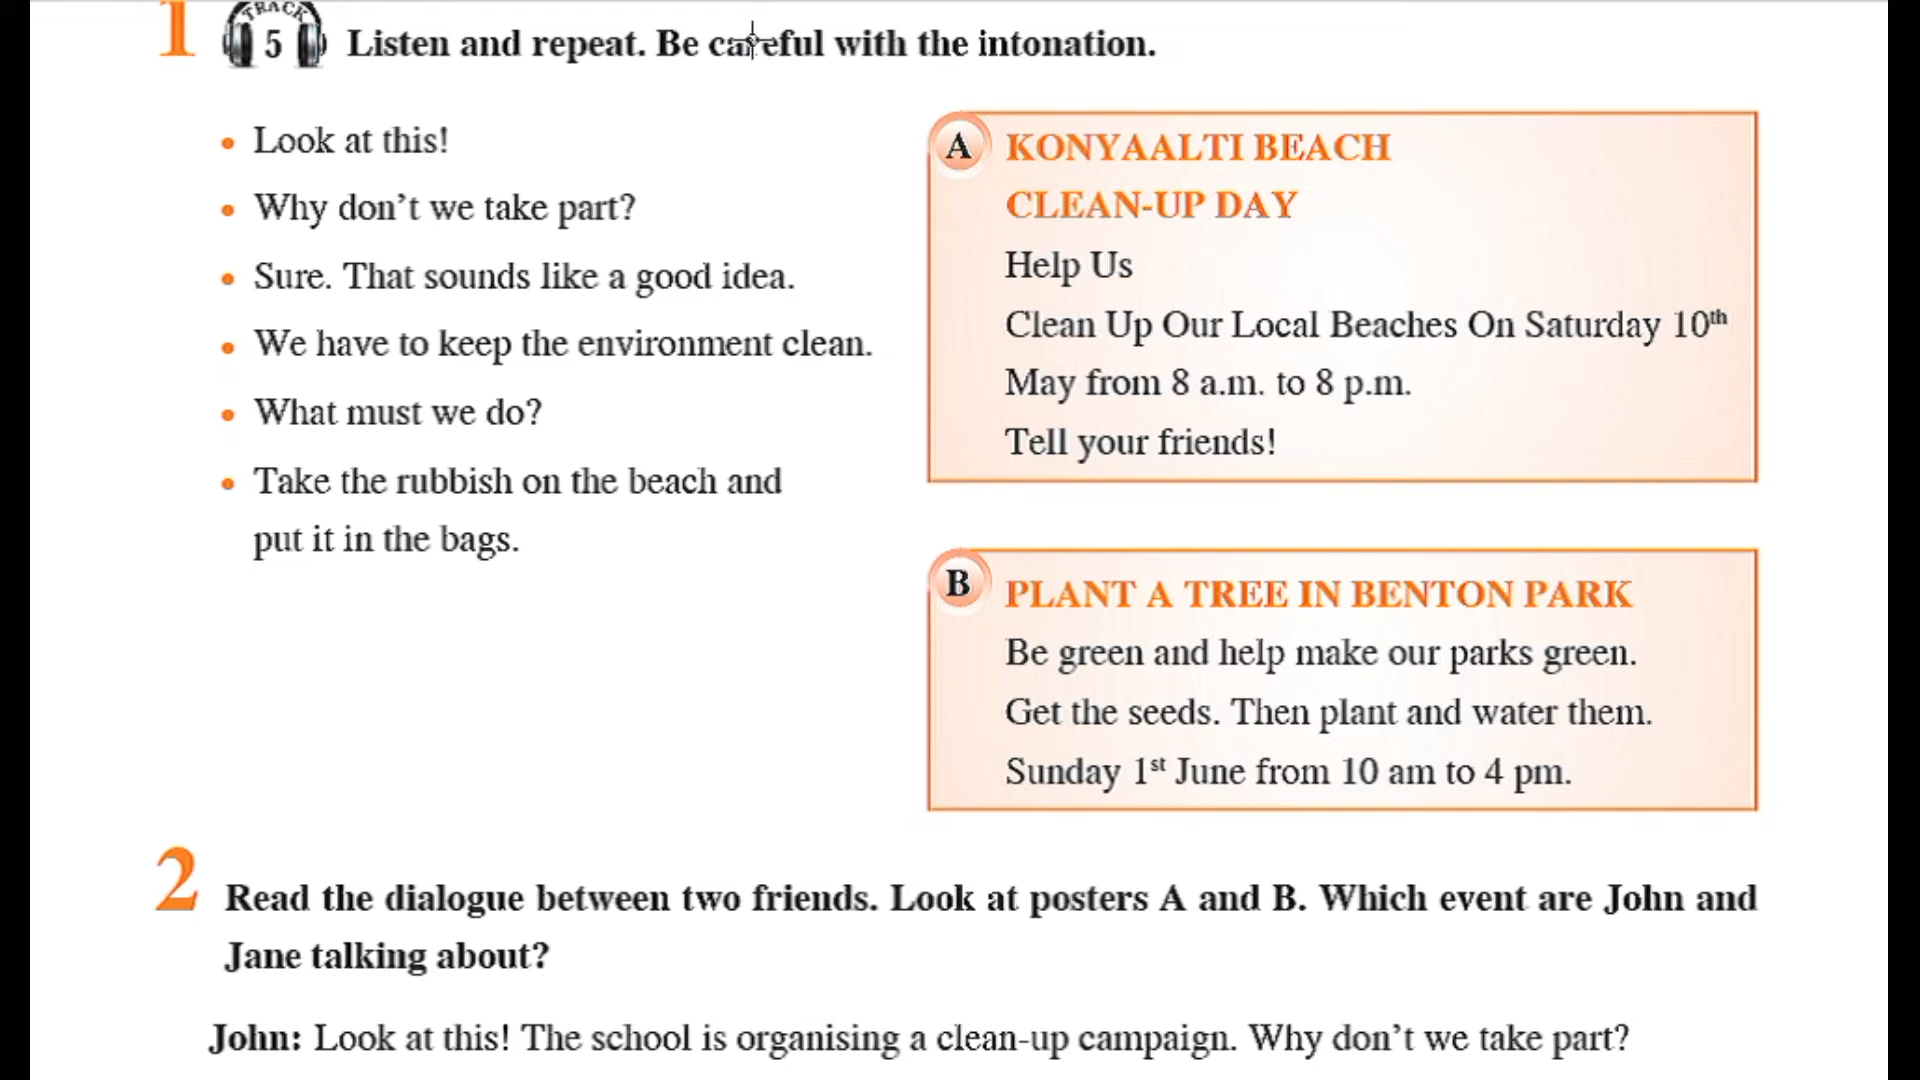 1 TRACK 5 Listen and repeat. Be careful with the intonation.
• Look at this!
• Why don’t we take part?
• Sure. That sounds like a good idea.
• We have to keep the environment clean.
• What must we do?
• Take the rubbish on the beach and
put it in the bags.
A KONYAALTI BEACH
CLEAN-UP DAY
Help Us
Clean Up Our Local Beaches On Saturday 10th
May from 8 a.m. to 8 p.m.
Tell your friends!
B PLANT A TREE IN BENTON PARK
Be green and help make our parks green.
Get the seeds. Then plant and water them.
Sunday 1st June from 10 am to 4 pm.
2 Read the dialogue between two friends. Look at posters A and B. Which event are John and
Jane talking about?
John: Look at this! The school is organising a clean-up campaign. Why don’t we take part?